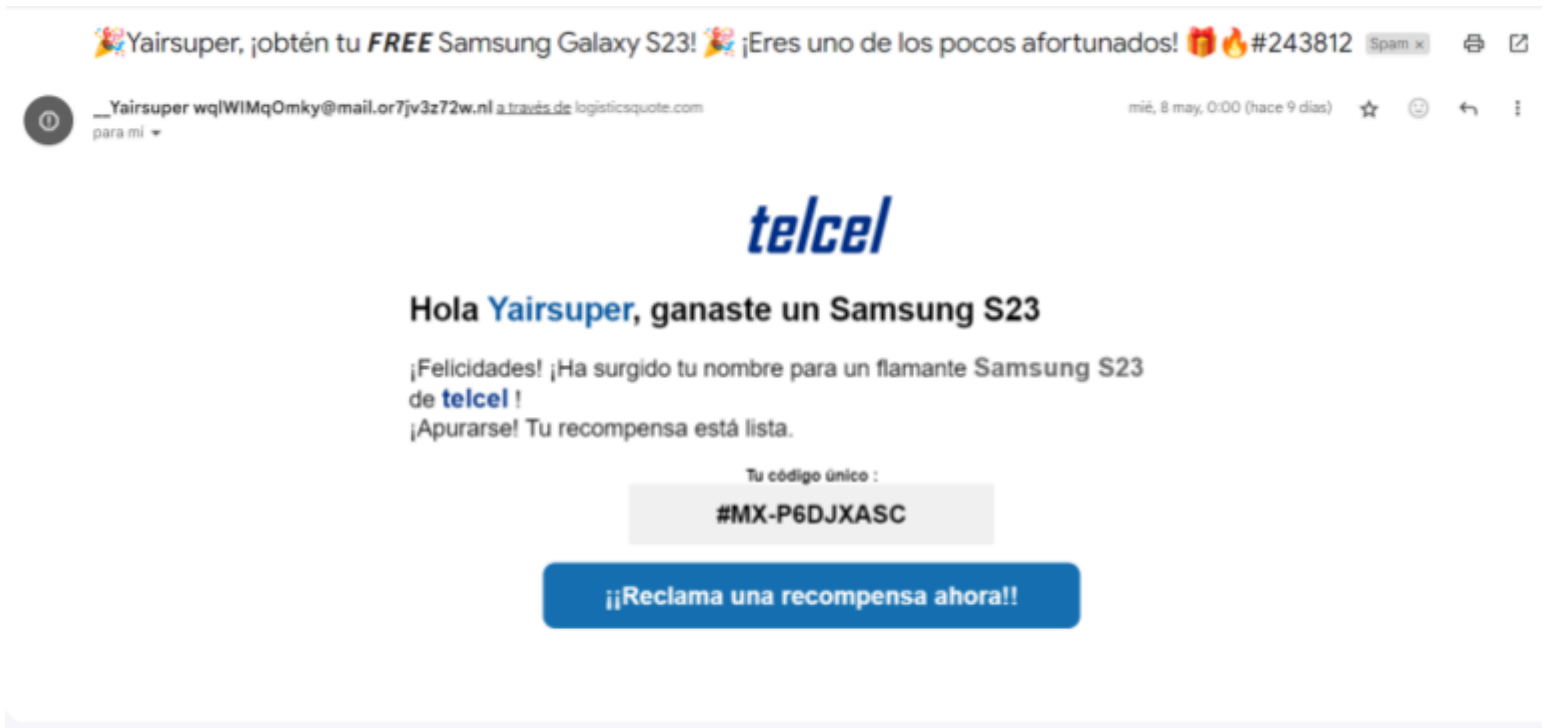 🎉Yairsuper, ¡obtén tu FREE Samsung Galaxy S23! 🎉 ¡Eres uno de los pocos afortunados! 🎁🔥#243812 Spam x
__Yairsuper wqlWIMqOmky@mail.or7jv3z72w.nl a través de logisticsquote.com mié, 8 may, 0:00 (hace 9 días)
para mí
telcel
Hola Yairsuper, ganaste un Samsung S23
¡Felicidades! ¡Ha surgido tu nombre para un flamante Samsung S23
de telcel !
¡Apurarse! Tu recompensa está lista.
Tu código único :
#MX-P6DJXASC
¡¡Reclama una recompensa ahora!!